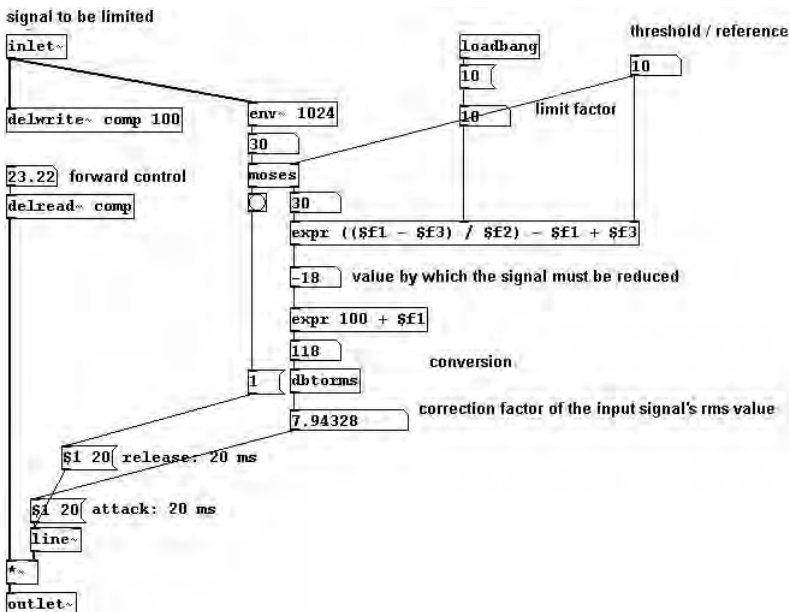 signal to be limited
threshold / reference
inlet~
loadbang
10
10
env~ 1024
10
limit factor
delwrite~ comp 100
30
23.22 forward control
moses
delread~ comp
30
expr (($f1 - $f3) / $f2) - $f1 + $f3
-18 value by which the signal must be reduced
expr 100 + $f1
118
conversion
1
dbtorms
7.94328 correction factor of the input signal's rms value
$1 20 release: 20 ms
$1 20 attack: 20 ms
line~
*~
outlet~